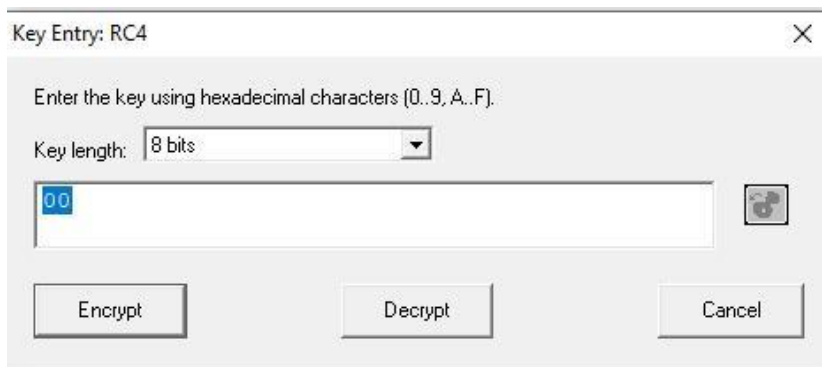 Key Entry: RC4
Enter the key using hexadecimal characters (0..9, A..F).
Key length: 8 bits
00
Encrypt Decrypt Cancel